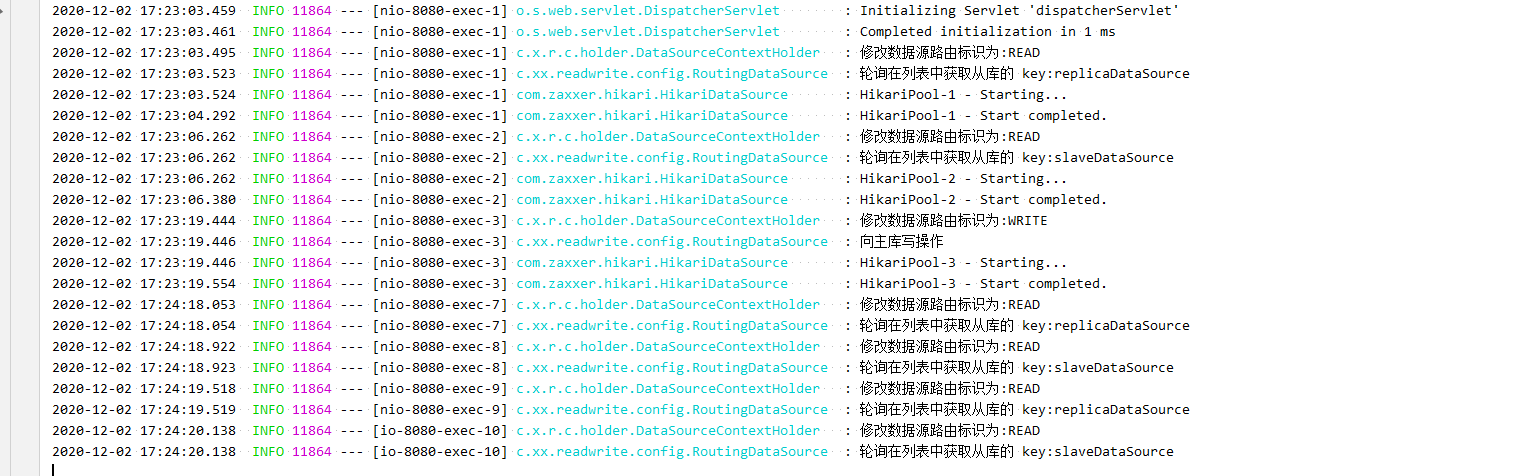 2020-12-02 17:23:03.459  INFO 11864 --- [nio-8080-exec-1] o.s.web.servlet.DispatcherServlet        : Initializing Servlet 'dispatcherServlet'
2020-12-02 17:23:03.461  INFO 11864 --- [nio-8080-exec-1] o.s.web.servlet.DispatcherServlet        : Completed initialization in 1 ms
2020-12-02 17:23:03.495  INFO 11864 --- [nio-8080-exec-1] c.x.r.c.holder.DataSourceContextHolder   : 修改数据源路由标识为:READ
2020-12-02 17:23:03.523  INFO 11864 --- [nio-8080-exec-1] c.xx.readwrite.config.RoutingDataSource  : 轮询在列表中获取从库的 key:replicaDataSource
2020-12-02 17:23:03.524  INFO 11864 --- [nio-8080-exec-1] com.zaxxer.hikari.HikariDataSource       : HikariPool-1 - Starting...
2020-12-02 17:23:04.292  INFO 11864 --- [nio-8080-exec-1] com.zaxxer.hikari.HikariDataSource       : HikariPool-1 - Start completed.
2020-12-02 17:23:06.262  INFO 11864 --- [nio-8080-exec-2] c.x.r.c.holder.DataSourceContextHolder   : 修改数据源路由标识为:READ
2020-12-02 17:23:06.262  INFO 11864 --- [nio-8080-exec-2] c.xx.readwrite.config.RoutingDataSource  : 轮询在列表中获取从库的 key:slaveDataSource
2020-12-02 17:23:06.262  INFO 11864 --- [nio-8080-exec-2] com.zaxxer.hikari.HikariDataSource       : HikariPool-2 - Starting...
2020-12-02 17:23:06.380  INFO 11864 --- [nio-8080-exec-2] com.zaxxer.hikari.HikariDataSource       : HikariPool-2 - Start completed.
2020-12-02 17:23:19.444  INFO 11864 --- [nio-8080-exec-3] c.x.r.c.holder.DataSourceContextHolder   : 修改数据源路由标识为:WRITE
2020-12-02 17:23:19.446  INFO 11864 --- [nio-8080-exec-3] c.xx.readwrite.config.RoutingDataSource  : 向主库写操作
2020-12-02 17:23:19.446  INFO 11864 --- [nio-8080-exec-3] com.zaxxer.hikari.HikariDataSource       : HikariPool-3 - Starting...
2020-12-02 17:23:19.554  INFO 11864 --- [nio-8080-exec-3] com.zaxxer.hikari.HikariDataSource       : HikariPool-3 - Start completed.
2020-12-02 17:24:18.053  INFO 11864 --- [nio-8080-exec-7] c.x.r.c.holder.DataSourceContextHolder   : 修改数据源路由标识为:READ
2020-12-02 17:24:18.054  INFO 11864 --- [nio-8080-exec-7] c.xx.readwrite.config.RoutingDataSource  : 轮询在列表中获取从库的 key:replicaDataSource
2020-12-02 17:24:18.922  INFO 11864 --- [nio-8080-exec-8] c.x.r.c.holder.DataSourceContextHolder   : 修改数据源路由标识为:READ
2020-12-02 17:24:18.923  INFO 11864 --- [nio-8080-exec-8] c.xx.readwrite.config.RoutingDataSource  : 轮询在列表中获取从库的 key:slaveDataSource
2020-12-02 17:24:19.518  INFO 11864 --- [nio-8080-exec-9] c.x.r.c.holder.DataSourceContextHolder   : 修改数据源路由标识为:READ
2020-12-02 17:24:19.519  INFO 11864 --- [nio-8080-exec-9] c.xx.readwrite.config.RoutingDataSource  : 轮询在列表中获取从库的 key:replicaDataSource
2020-12-02 17:24:20.138  INFO 11864 --- [io-8080-exec-10] c.x.r.c.holder.DataSourceContextHolder   : 修改数据源路由标识为:READ
2020-12-02 17:24:20.138  INFO 11864 --- [io-8080-exec-10] c.xx.readwrite.config.RoutingDataSource  : 轮询在列表中获取从库的 key:slaveDataSource